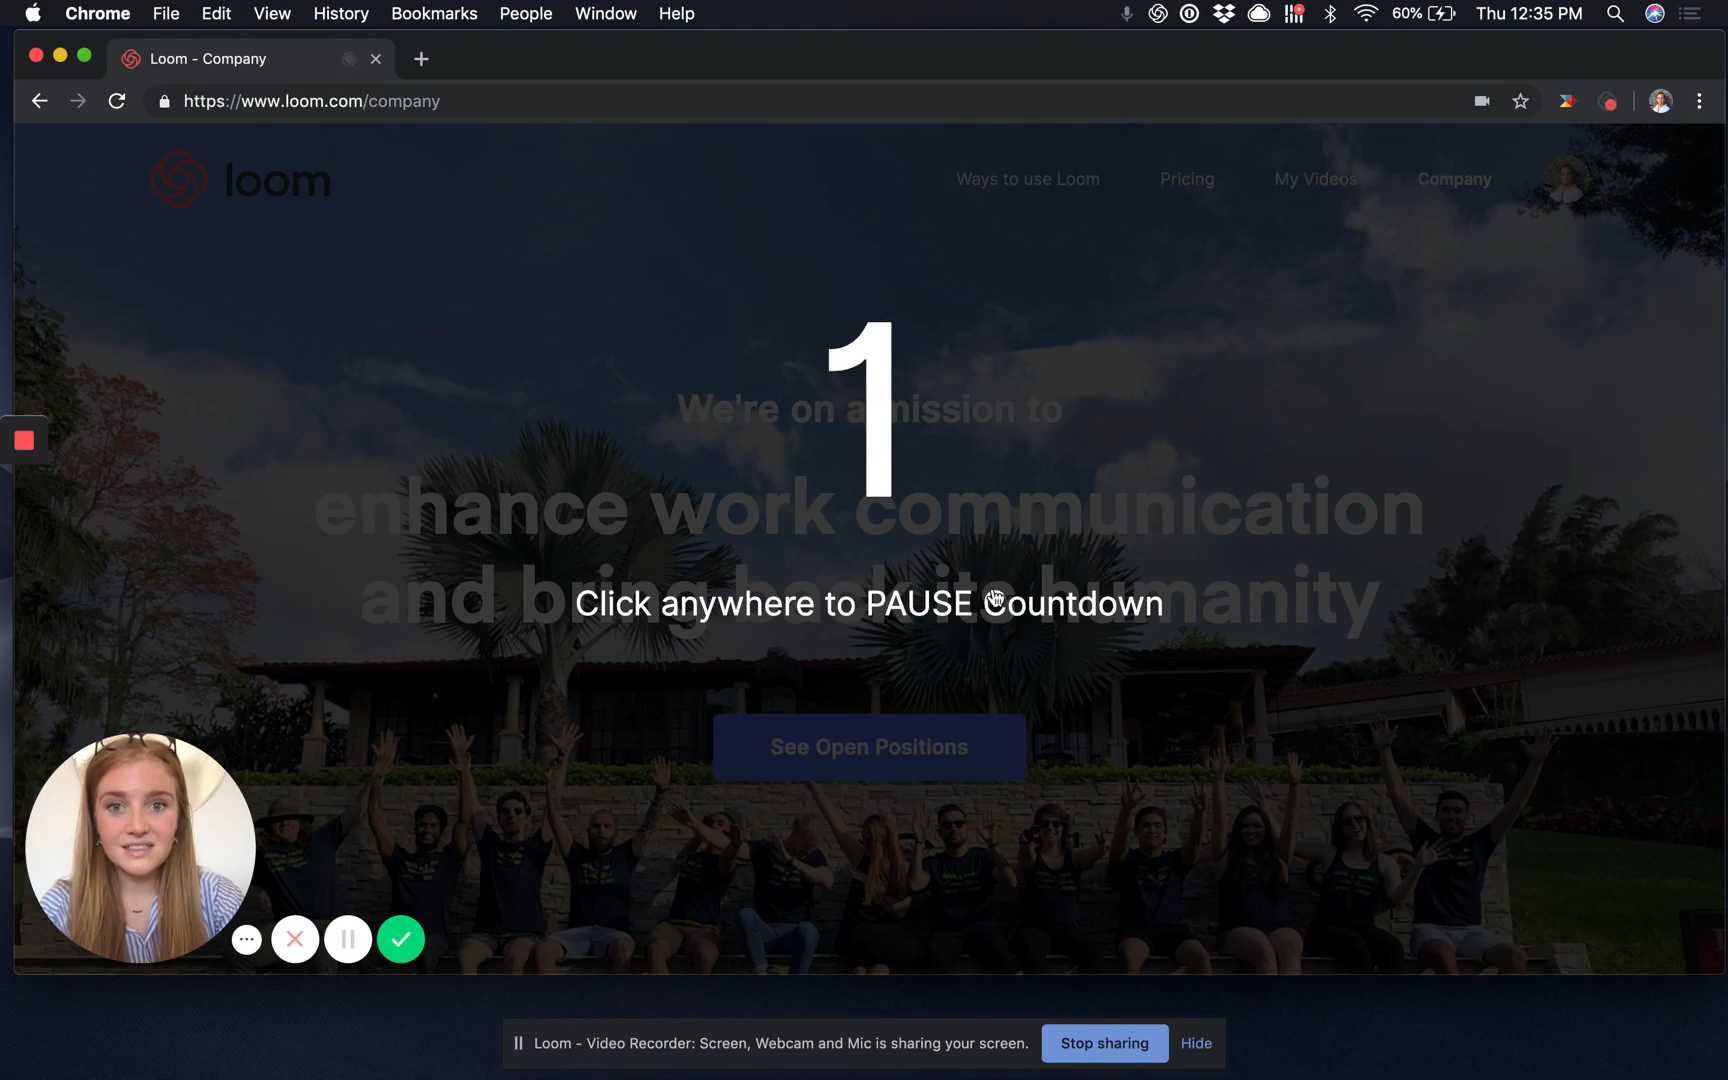 Chrome File Edit View History Bookmarks People Window Help 60% Thu 12:35 PM
Loom - Company
https://www.loom.com/company
loom Ways to use Loom Pricing My Videos Company
1
We're on a mission to
enhance work communication
and bring back its humanity
Click anywhere to PAUSE Countdown
See Open Positions
Loom - Video Recorder: Screen, Webcam and Mic is sharing your screen. Stop sharing Hide